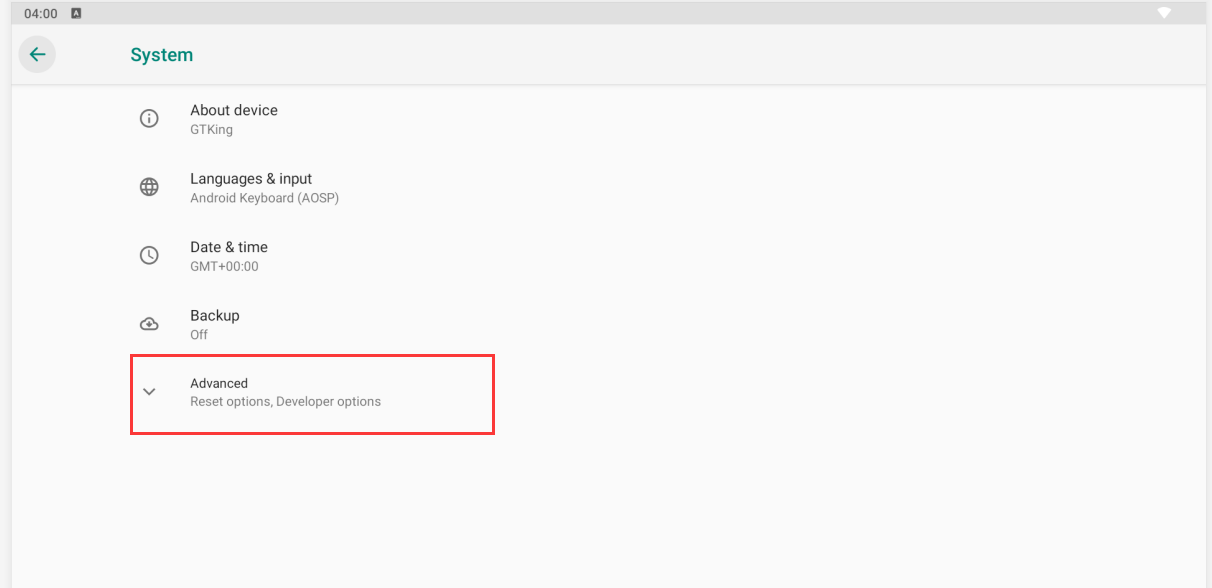 04:00 A
System
About device
GTKing
Languages & input
Android Keyboard (AOSP)
Date & time
GMT+00:00
Backup
Off
Advanced
Reset options, Developer options